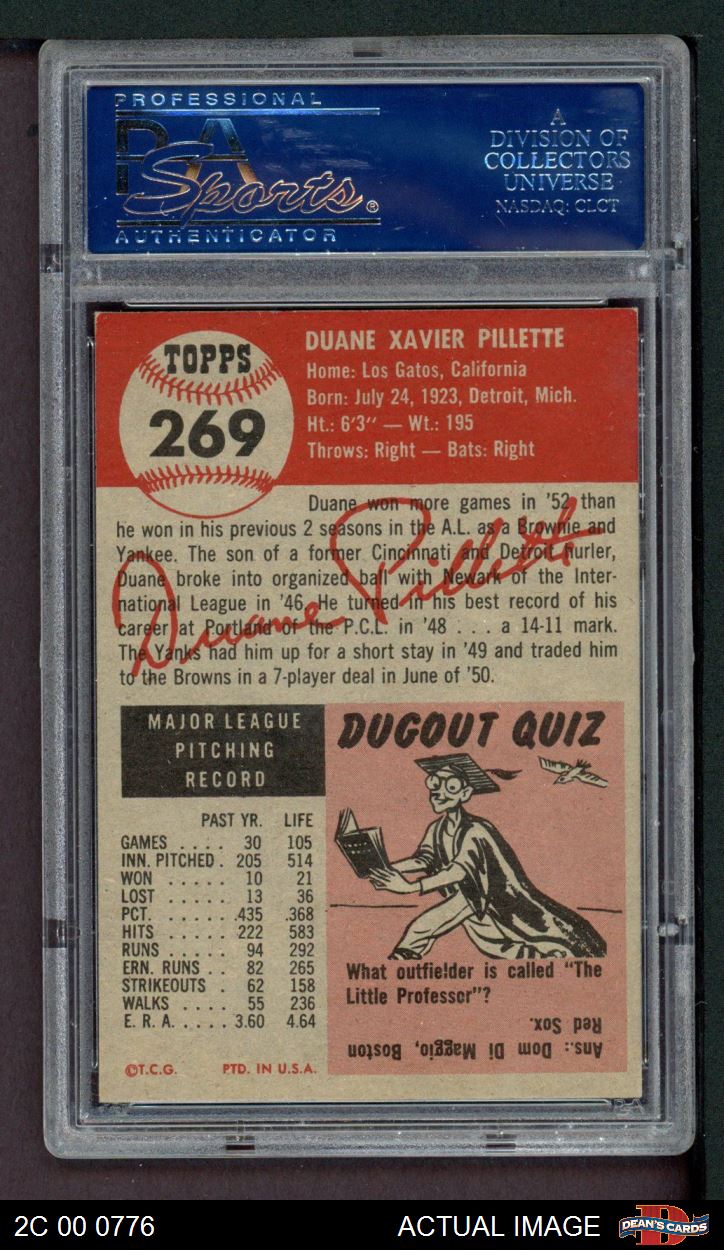 PROFESSIONAL
PSA
Sports®
AUTHENTICATOR
A
DIVISION OF
COLLECTORS
UNIVERSE
NASDAQ: CLCT
TOPPS
269
DUANE XAVIER PILLETTE
Home: Los Gatos, California
Born: July 24, 1923, Detroit, Mich.
Ht.: 6'3" — Wt.: 195
Throws: Right — Bats: Right
Duane won more games in '52 than
he won in his previous 2 seasons in the A.L. as a Brownie and
Yankee. The son of a former Cincinnati and Detroit hurler,
Duane broke into organized ball with Newark of the Inter-
national League in '46. He turned in his best record of his
career at Portland of the P.C.L. in '48 . . . a 14-11 mark.
The Yanks had him up for a short stay in '49 and traded him
to the Browns in a 7-player deal in June of '50.
Duane Pillette
MAJOR LEAGUE
PITCHING
RECORD
PAST YR. LIFE
GAMES . . . . 30 105
INN. PITCHED . 205 514
WON . . . . . 10 21
LOST . . . . . 13 36
PCT. . . . . . . .435 .368
HITS . . . . . 222 583
RUNS . . . . . 94 292
ERN. RUNS . . 82 265
STRIKEOUTS . 62 158
WALKS . . . . 55 236
E. R. A. . . . . . 3.60 4.64
©T.C.G. PTD. IN U.S.A.
DUGOUT QUIZ
What outfielder is called "The
Little Professor"?
Ans.: Dom Di Maggio, Boston
Red Sox.
2C 00 0776
ACTUAL IMAGE
DEAN'S CARDS